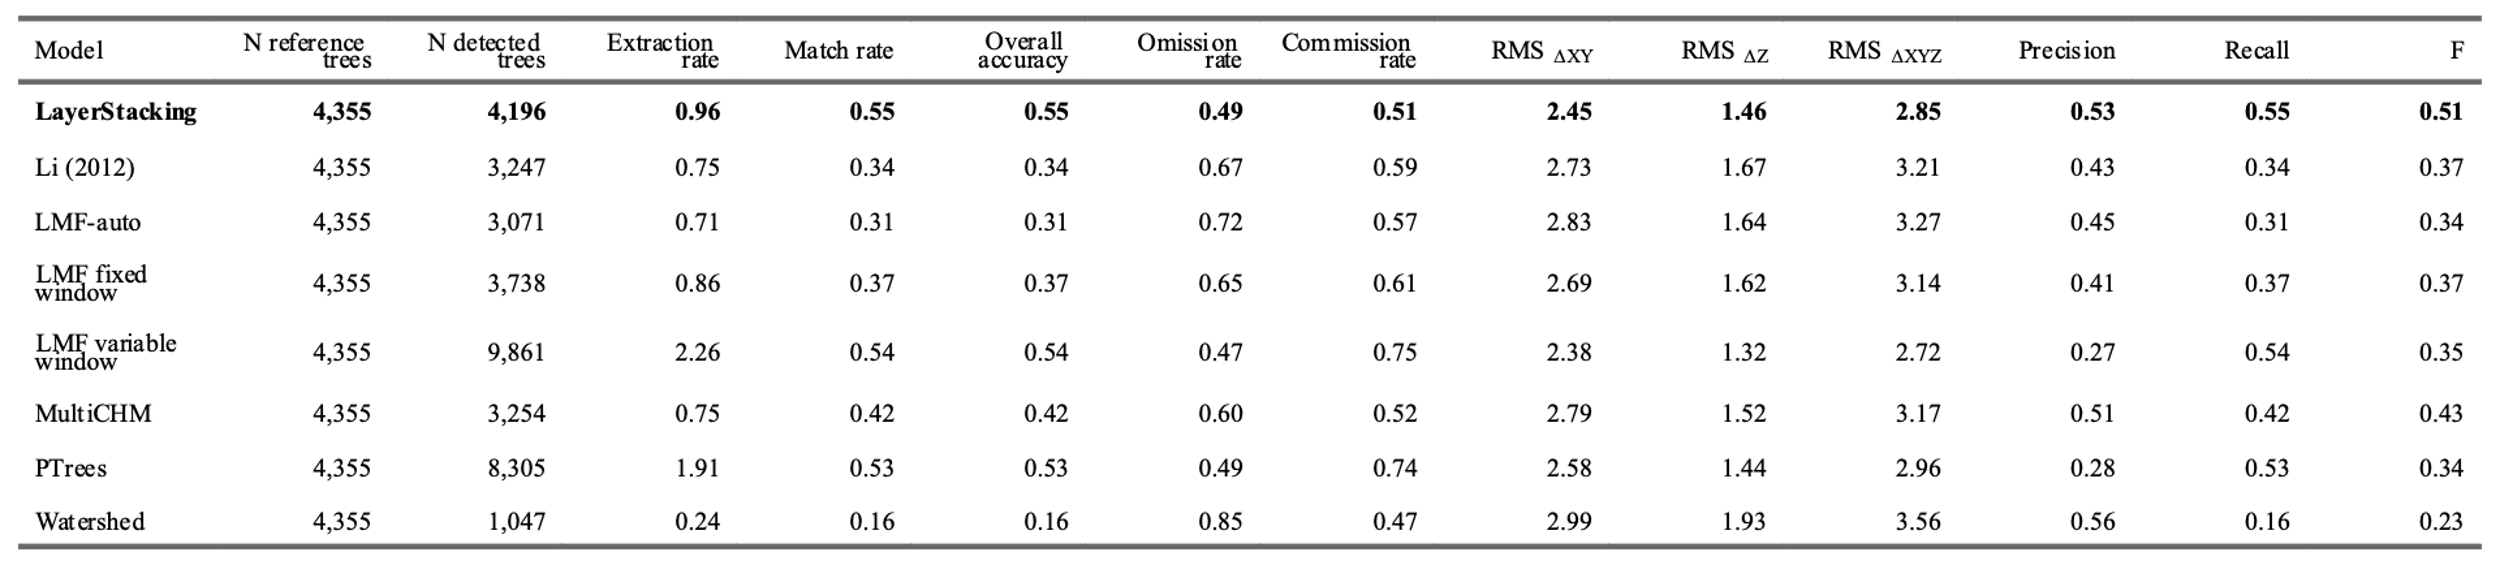 Model N reference trees N detected trees Extraction rate Match rate Overall accuracy Omission rate Commission rate RMS ΔXY RMS ΔZ RMS ΔXYZ Precision Recall F
LayerStacking 4,355 4,196 0.96 0.55 0.55 0.49 0.51 2.45 1.46 2.85 0.53 0.55 0.51
Li (2012) 4,355 3,247 0.75 0.34 0.34 0.67 0.59 2.73 1.67 3.21 0.43 0.34 0.37
LMF-auto 4,355 3,071 0.71 0.31 0.31 0.72 0.57 2.83 1.64 3.27 0.45 0.31 0.34
LMF fixed window 4,355 3,738 0.86 0.37 0.37 0.65 0.61 2.69 1.62 3.14 0.41 0.37 0.37
LMF variable window 4,355 9,861 2.26 0.54 0.54 0.47 0.75 2.38 1.32 2.72 0.27 0.54 0.35
MultiCHM 4,355 3,254 0.75 0.42 0.42 0.60 0.52 2.79 1.52 3.17 0.51 0.42 0.43
PTrees 4,355 8,305 1.91 0.53 0.53 0.49 0.74 2.58 1.44 2.96 0.28 0.53 0.34
Watershed 4,355 1,047 0.24 0.16 0.16 0.85 0.47 2.99 1.93 3.56 0.56 0.16 0.23